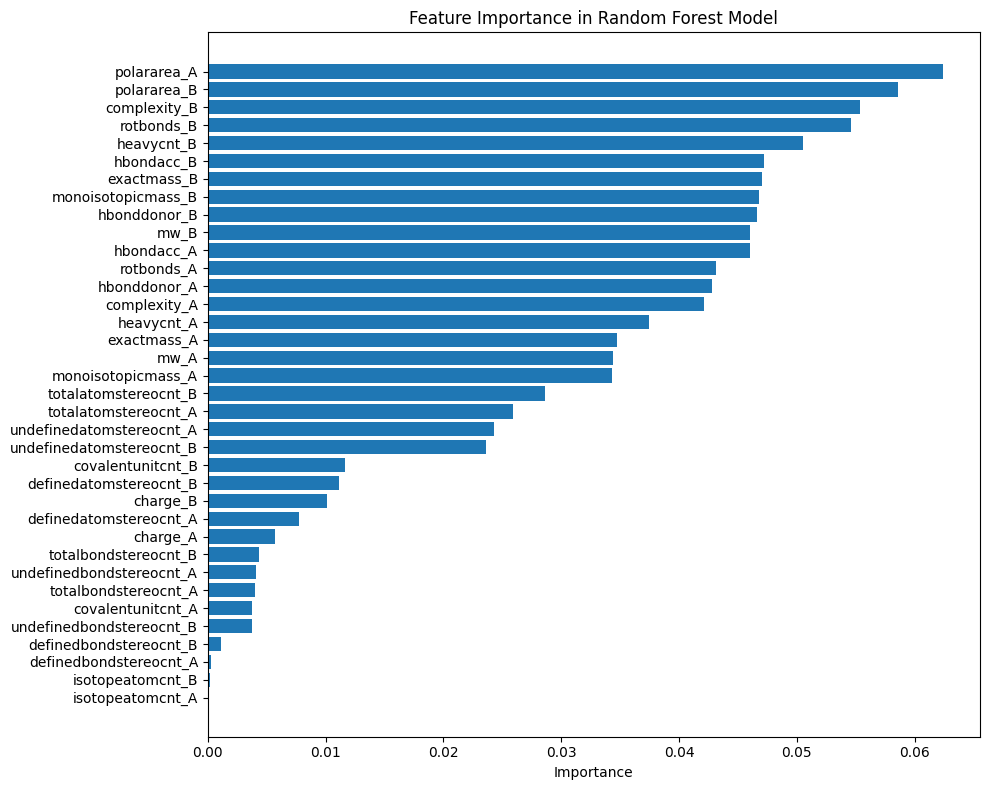 Feature Importance in Random Forest Model
polararea_A
polararea_B
complexity_B
rotbonds_B
heavycnt_B
hbondacc_B
exactmass_B
monoisotopicmass_B
hbonddonor_B
mw_B
hbondacc_A
rotbonds_A
hbonddonor_A
complexity_A
heavycnt_A
exactmass_A
mw_A
monoisotopicmass_A
totalatomstereocnt_B
totalatomstereocnt_A
undefinedatomstereocnt_A
undefinedatomstereocnt_B
covalentunitcnt_B
definedatomstereocnt_B
charge_B
definedatomstereocnt_A
charge_A
totalbondstereocnt_B
undefinedbondstereocnt_A
totalbondstereocnt_A
covalentunitcnt_A
undefinedbondstereocnt_B
definedbondstereocnt_B
definedbondstereocnt_A
isotopeatomcnt_B
isotopeatomcnt_A
0.00 0.01 0.02 0.03 0.04 0.05 0.06
Importance